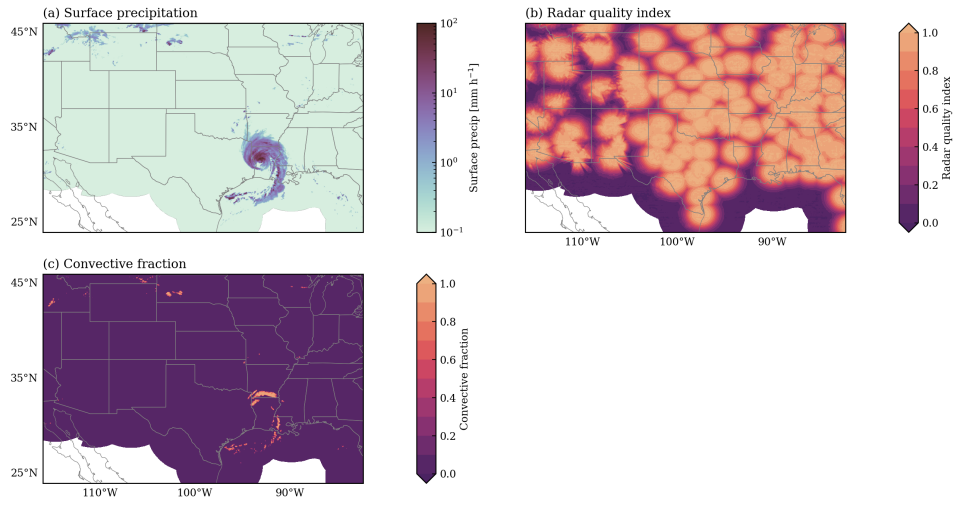 (a) Surface precipitation
45°N
35°N
25°N
10²
10¹
10⁰
10⁻¹
Surface precip [mm h⁻¹]
(b) Radar quality index
110°W
100°W
90°W
1.0
0.8
0.6
0.4
0.2
0.0
Radar quality index
(c) Convective fraction
45°N
35°N
25°N
110°W
100°W
90°W
1.0
0.8
0.6
0.4
0.2
0.0
Convective fraction